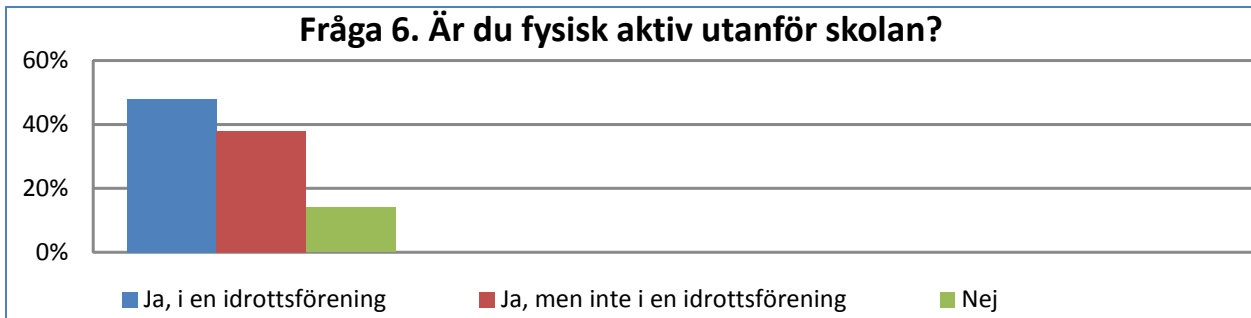 Fråga 6. Är du fysisk aktiv utanför skolan?
60%
40%
20%
0%
Ja, i en idrottsförening Ja, men inte i en idrottsförening Nej